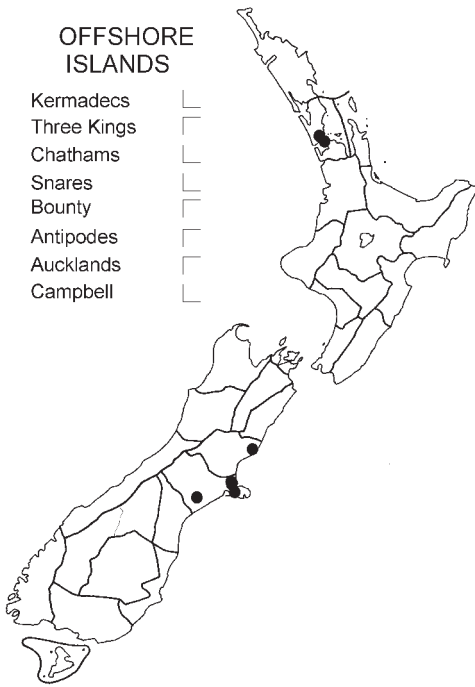 OFFSHORE
ISLANDS
Kermadecs
Three Kings
Chathams
Snares
Bounty
Antipodes
Aucklands
Campbell